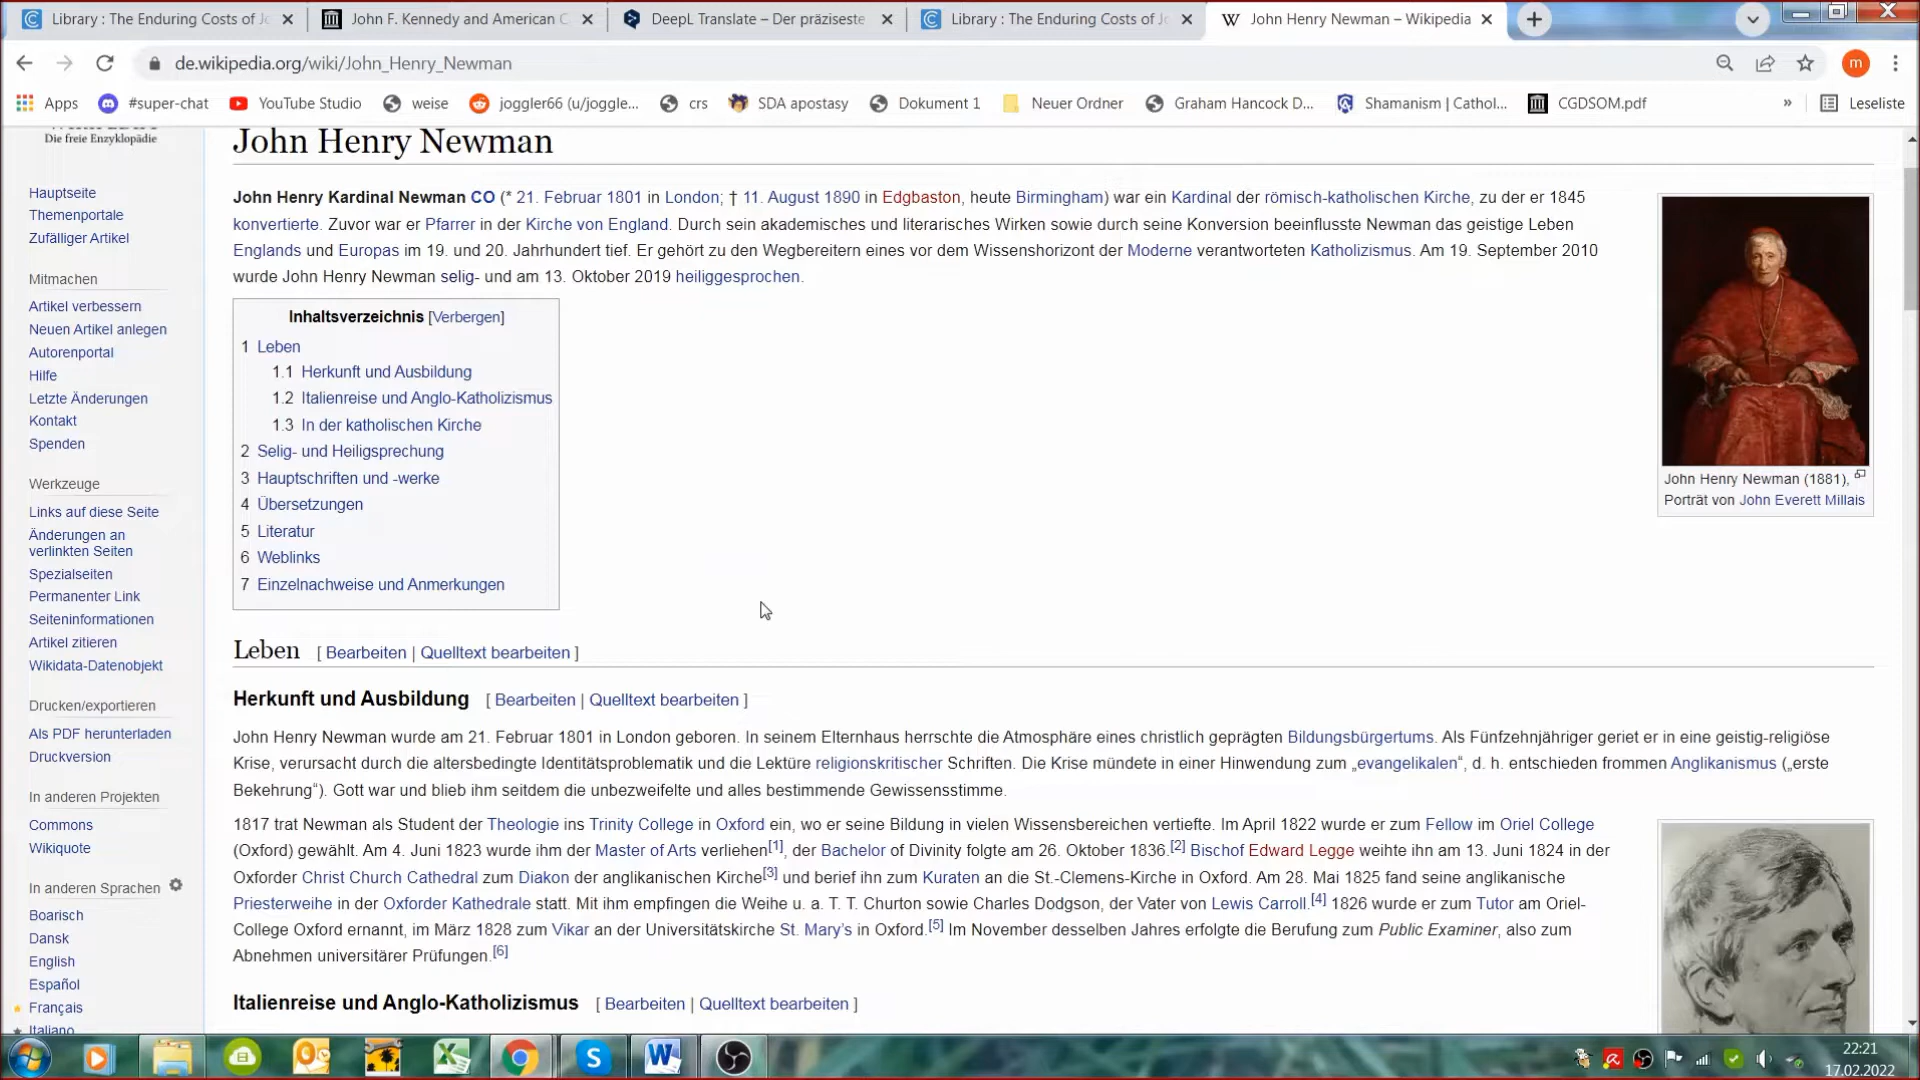 Library : The Enduring Costs of Jo
John F. Kennedy and American C
DeepL Translate – Der präziseste
Library : The Enduring Costs of Jo
John Henry Newman – Wikipedia
de.wikipedia.org/wiki/John_Henry_Newman
m
Apps
#super-chat
YouTube Studio
weise
joggler66 (u/joggle...
crs
SDA apostasy
Dokument 1
Neuer Ordner
Graham Hancock D...
Shamanism | Cathol...
CGDSOM.pdf
»
Leseliste
Die freie Enzyklopädie
Hauptseite
Themenportale
Zufälliger Artikel
Mitmachen
Artikel verbessern
Neuen Artikel anlegen
Autorenportal
Hilfe
Letzte Änderungen
Kontakt
Spenden
Werkzeuge
Links auf diese Seite
Änderungen an
verlinkten Seiten
Spezialseiten
Permanenter Link
Seiteninformationen
Artikel zitieren
Wikidata-Datenobjekt
Drucken/exportieren
Als PDF herunterladen
Druckversion
In anderen Projekten
Commons
Wikiquote
In anderen Sprachen
Boarisch
Dansk
English
Español
Français
Italiano
John Henry Newman
John Henry Kardinal Newman CO (* 21. Februar 1801 in London; † 11. August 1890 in Edgbaston, heute Birmingham) war ein Kardinal der römisch-katholischen Kirche, zu der er 1845
konvertierte. Zuvor war er Pfarrer in der Kirche von England. Durch sein akademisches und literarisches Wirken sowie durch seine Konversion beeinflusste Newman das geistige Leben
Englands und Europas im 19. und 20. Jahrhundert tief. Er gehört zu den Wegbereitern eines vor dem Wissenshorizont der Moderne verantworteten Katholizismus. Am 19. September 2010
wurde John Henry Newman selig- und am 13. Oktober 2019 heiliggesprochen.
Inhaltsverzeichnis [Verbergen]
1 Leben
1.1 Herkunft und Ausbildung
1.2 Italienreise und Anglo-Katholizismus
1.3 In der katholischen Kirche
2 Selig- und Heiligsprechung
3 Hauptschriften und -werke
4 Übersetzungen
5 Literatur
6 Weblinks
7 Einzelnachweise und Anmerkungen
John Henry Newman (1881),
Porträt von John Everett Millais
Leben [ Bearbeiten | Quelltext bearbeiten ]
Herkunft und Ausbildung [ Bearbeiten | Quelltext bearbeiten ]
John Henry Newman wurde am 21. Februar 1801 in London geboren. In seinem Elternhaus herrschte die Atmosphäre eines christlich geprägten Bildungsbürgertums. Als Fünfzehnjähriger geriet er in eine geistig-religiöse
Krise, verursacht durch die altersbedingte Identitätsproblematik und die Lektüre religionskritischer Schriften. Die Krise mündete in einer Hinwendung zum „evangelikalen“, d. h. entschieden frommen Anglikanismus („erste
Bekehrung“). Gott war und blieb ihm seitdem die unbezweifelte und alles bestimmende Gewissensstimme.
1817 trat Newman als Student der Theologie ins Trinity College in Oxford ein, wo er seine Bildung in vielen Wissensbereichen vertiefte. Im April 1822 wurde er zum Fellow im Oriel College
(Oxford) gewählt. Am 4. Juni 1823 wurde ihm der Master of Arts verliehen[1], der Bachelor of Divinity folgte am 26. Oktober 1836.[2] Bischof Edward Legge weihte ihn am 13. Juni 1824 in der
Oxforder Christ Church Cathedral zum Diakon der anglikanischen Kirche[3] und berief ihn zum Kuraten an die St.-Clemens-Kirche in Oxford. Am 28. Mai 1825 fand seine anglikanische
Priesterweihe in der Oxforder Kathedrale statt. Mit ihm empfingen die Weihe u. a. T. T. Churton sowie Charles Dodgson, der Vater von Lewis Carroll.[4] 1826 wurde er zum Tutor am Oriel-
College Oxford ernannt, im März 1828 zum Vikar an der Universitätskirche St. Mary’s in Oxford.[5] Im November desselben Jahres erfolgte die Berufung zum Public Examiner, also zum
Abnehmen universitärer Prüfungen.[6]
Italienreise und Anglo-Katholizismus [ Bearbeiten | Quelltext bearbeiten ]
22:21
17.02.2022